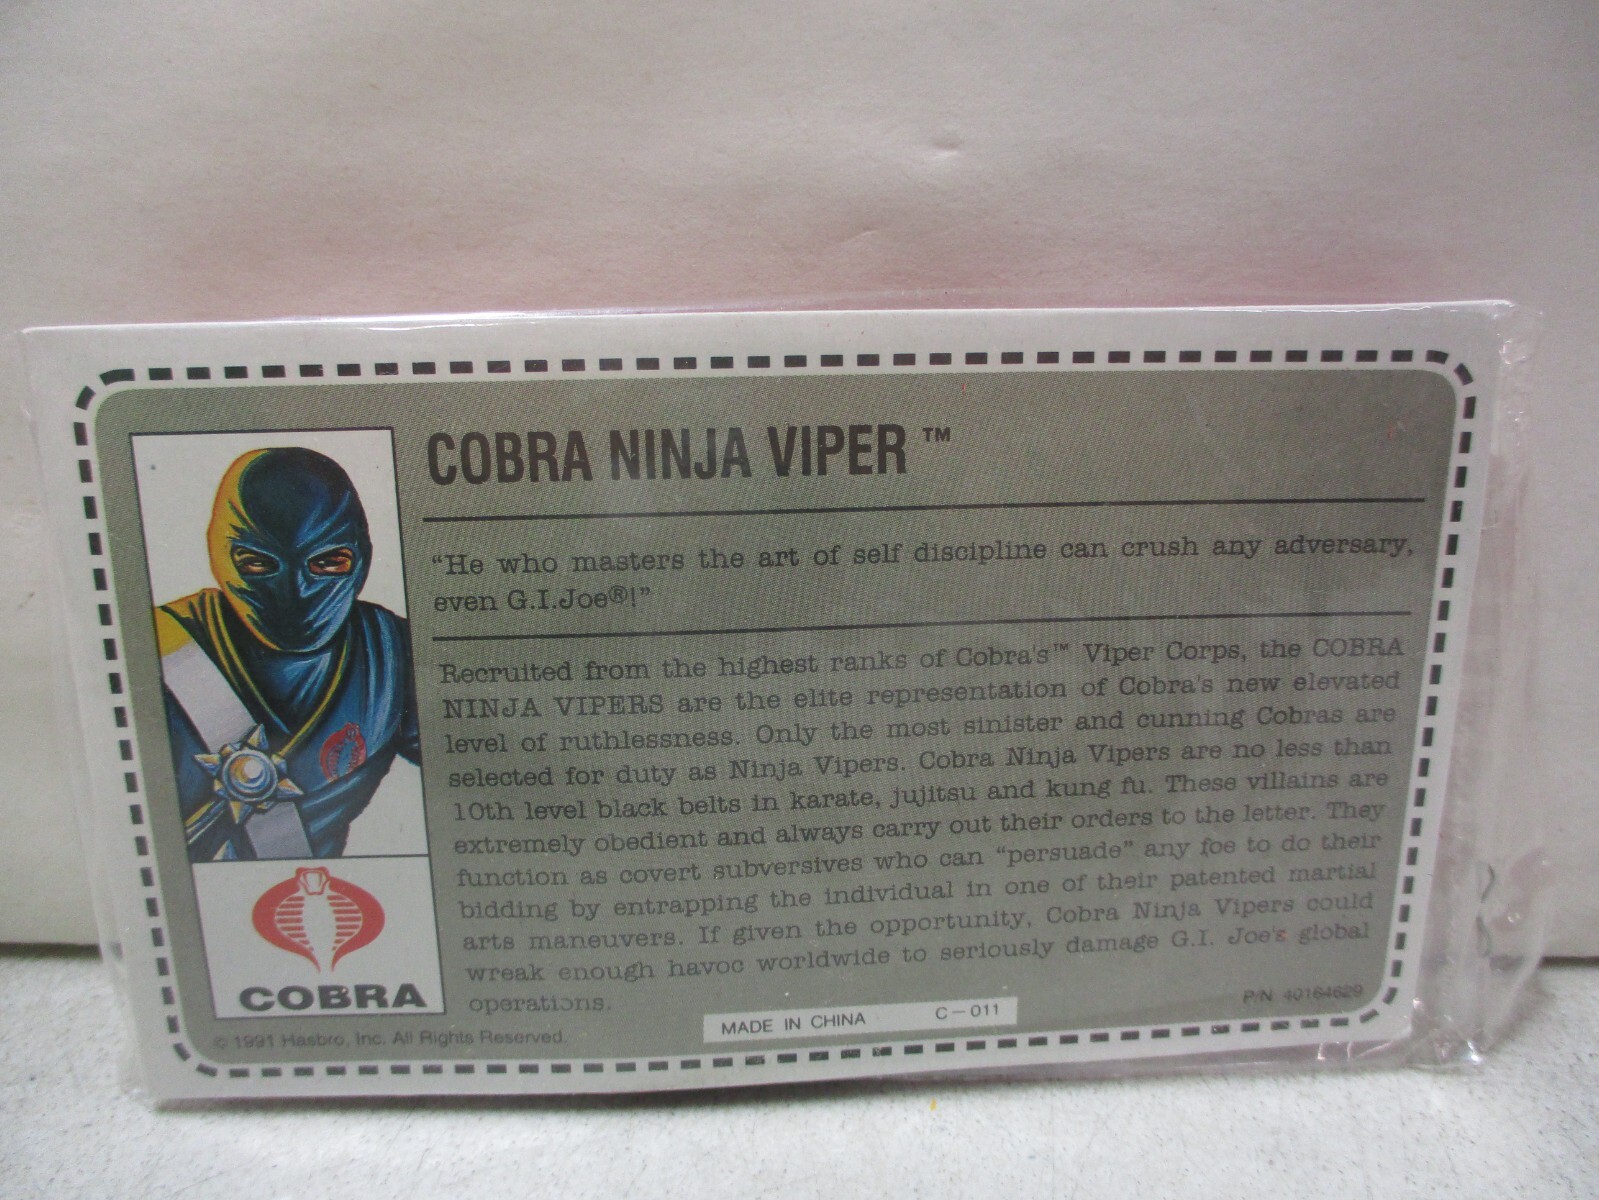 COBRA NINJA VIPER ™
“He who masters the art of self discipline can crush any adversary,
even G.I.Joe®!”
Recruited from the highest ranks of Cobra's™ Viper Corps, the COBRA
NINJA VIPERS are the elite representation of Cobra's new elevated
level of ruthlessness. Only the most sinister and cunning Cobras are
selected for duty as Ninja Vipers. Cobra Ninja Vipers are no less than
10th level black belts in karate, jujitsu and kung fu. These villains are
extremely obedient and always carry out their orders to the letter. They
function as covert subversives who can “persuade” any foe to do their
bidding by entrapping the individual in one of their patented martial
arts maneuvers. If given the opportunity, Cobra Ninja Vipers could
wreak enough havoc worldwide to seriously damage G.I. Joe's global
operations.
COBRA
© 1991 Hasbro, Inc. All Rights Reserved.
MADE IN CHINA C-011
P/N 40164629